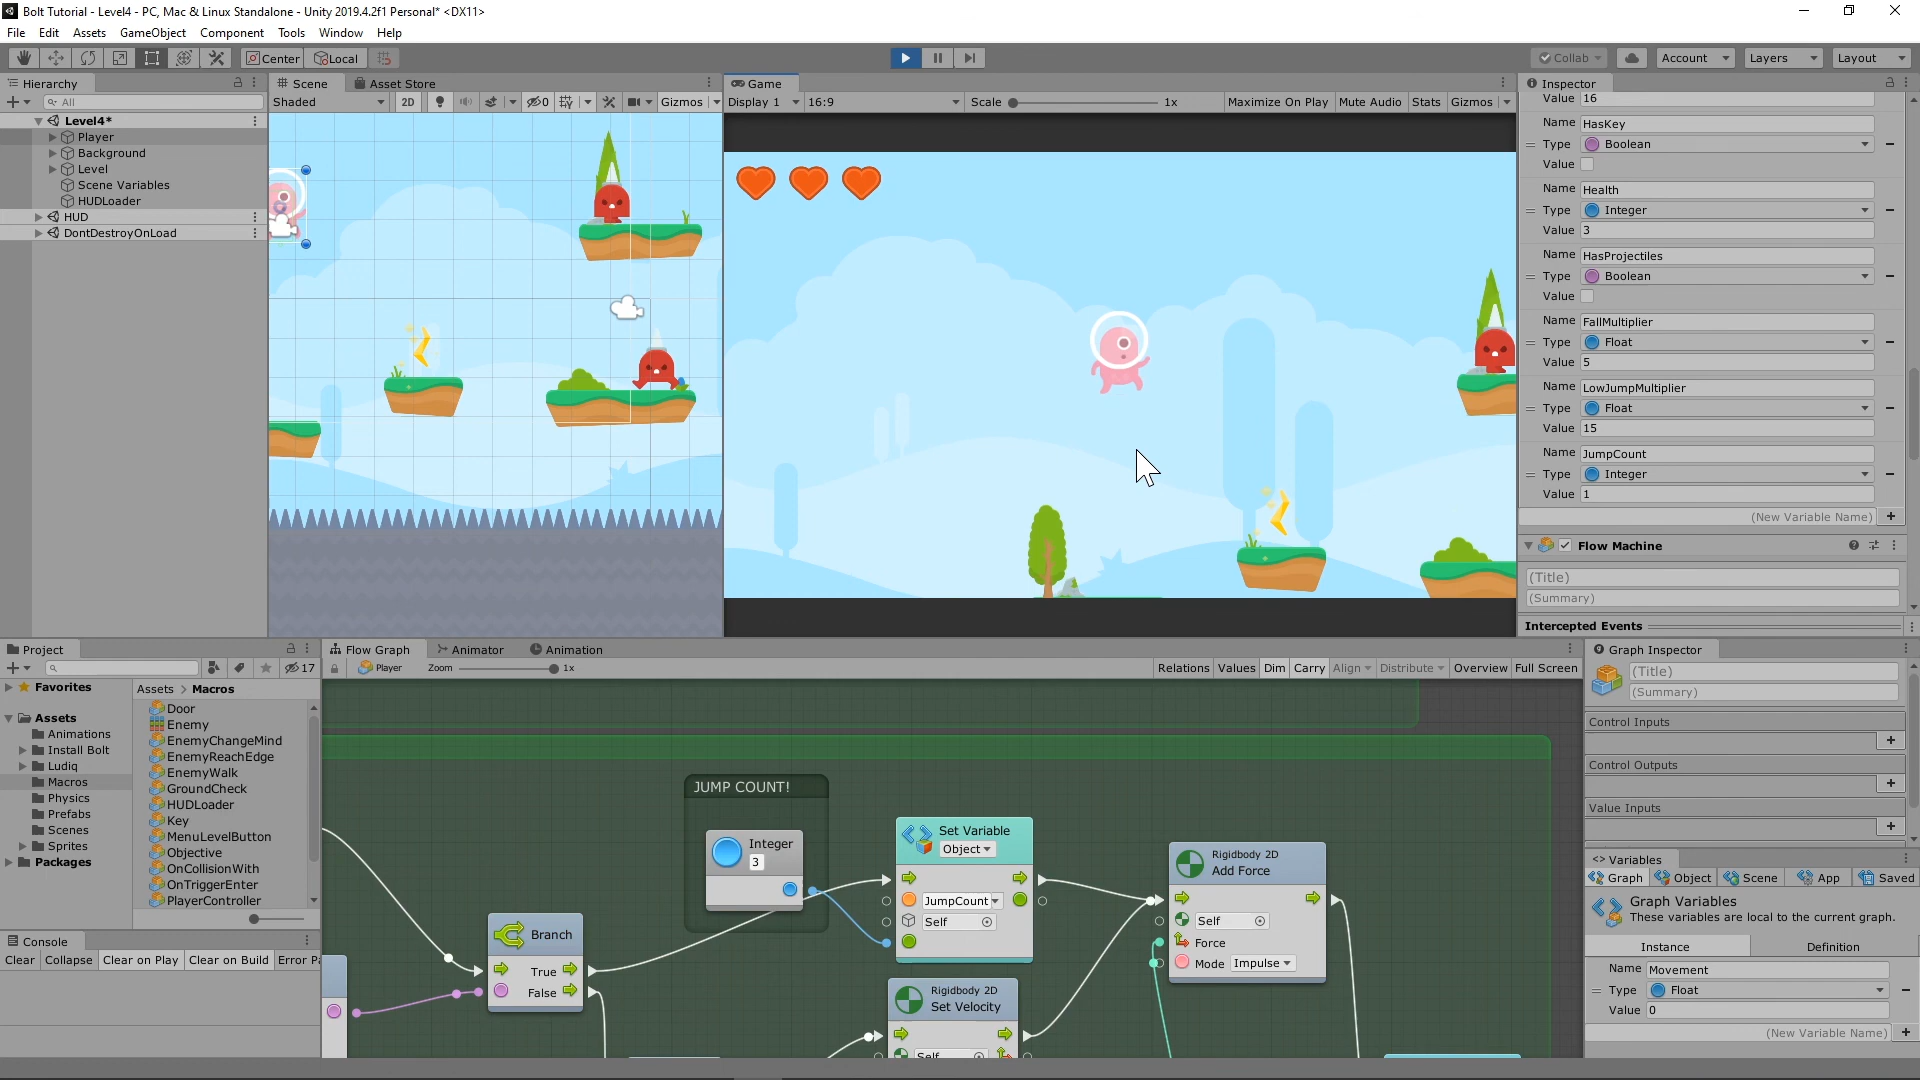 Bolt Tutorial - Level4 - PC, Mac & Linux Standalone - Unity 2019.4.2f1 Personal* <DX11>
File Edit Assets GameObject Component Tools Window Help
Center Local Collab Account Layers Layout
Hierarchy
All
Level4*
Player
Background
Level
Scene Variables
HUDLoader
HUD
DontDestroyOnLoad
Scene Asset Store
Shaded 2D 0 Gizmos
Game
Display 1 16:9 Scale 1x Maximize On Play Mute Audio Stats Gizmos
Inspector
Value 16
Name HasKey
Type Boolean
Value
Name Health
Type Integer
Value 3
Name HasProjectiles
Type Boolean
Value
Name FallMultiplier
Type Float
Value 5
Name LowJumpMultiplier
Type Float
Value 15
Name JumpCount
Type Integer
Value 1
(New Variable Name)
Flow Machine
(Title)
(Summary)
Intercepted Events
Project
17
Favorites
Assets
Animations
Install Bolt
Ludiq
Macros
Physics
Prefabs
Scenes
Sprites
Packages
Assets > Macros
Door
Enemy
EnemyChangeMind
EnemyReachEdge
EnemyWalk
GroundCheck
HUDLoader
Key
MenuLevelButton
Objective
OnCollisionWith
OnTriggerEnter
PlayerController
Console
Clear Collapse Clear on Play Clear on Build Error P
Flow Graph Animator Animation
Player Zoom 1x Relations Values Dim Carry Align Distribute Overview Full Screen
JUMP COUNT!
Integer
3
Set Variable
Object
JumpCount
Self
Rigidbody 2D
Add Force
Self
Force
Mode Impulse
Branch
True
False
Rigidbody 2D
Set Velocity
Self
Graph Inspector
(Title)
(Summary)
Control Inputs
Control Outputs
Value Inputs
Variables
Graph Object Scene App Saved
Graph Variables
These variables are local to the current graph.
Instance Definition
Name Movement
Type Float
Value 0
(New Variable Name)